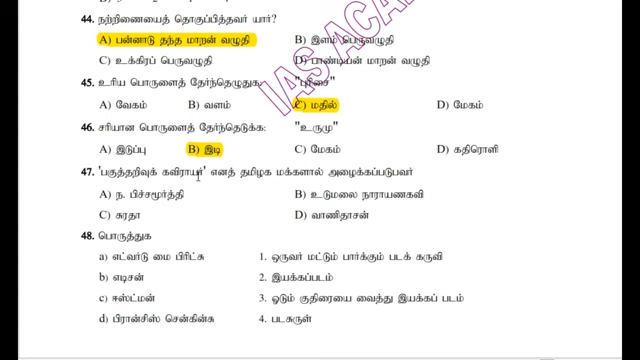 44. நற்றிணையைத் தொகுப்பித்தவர் யார்?
A) பன்னாடு தந்த மாறன் வழுதி B) இளம் பெருவழுதி
C) உக்கிரப் பெருவழுதி D) பாண்டியன் மாறன் வழுதி
45. உரிய பொருளைத் தேர்ந்தெழுதுக: "புரிசை"
A) வேகம் B) வளம் C) மதில் D) மேகம்
46. சரியான பொருளைத் தேர்ந்தெடுக்க: "உருமு"
A) இடுப்பு B) இடி C) மேகம் D) கதிரொளி
47. 'பகுத்தறிவுக் கவிராயர்' எனத் தமிழக மக்களால் அழைக்கப்படுபவர்
A) ந. பிச்சமூர்த்தி B) உடுமலை நாராயணகவி
C) சுரதா D) வாணிதாசன்
48. பொருத்துக
a) எட்வர்டு மை பிரிட்சு 1. ஒருவர் மட்டும் பார்க்கும் படக் கருவி
b) எடிசன் 2. இயக்கப்படம்
c) ஈஸ்ட்மன் 3. ஓடும் குதிரையை வைத்து இயக்கப் படம்
d) பிரான்சிஸ் சென்கின்சு 4. படசுருள்
IAS ACA